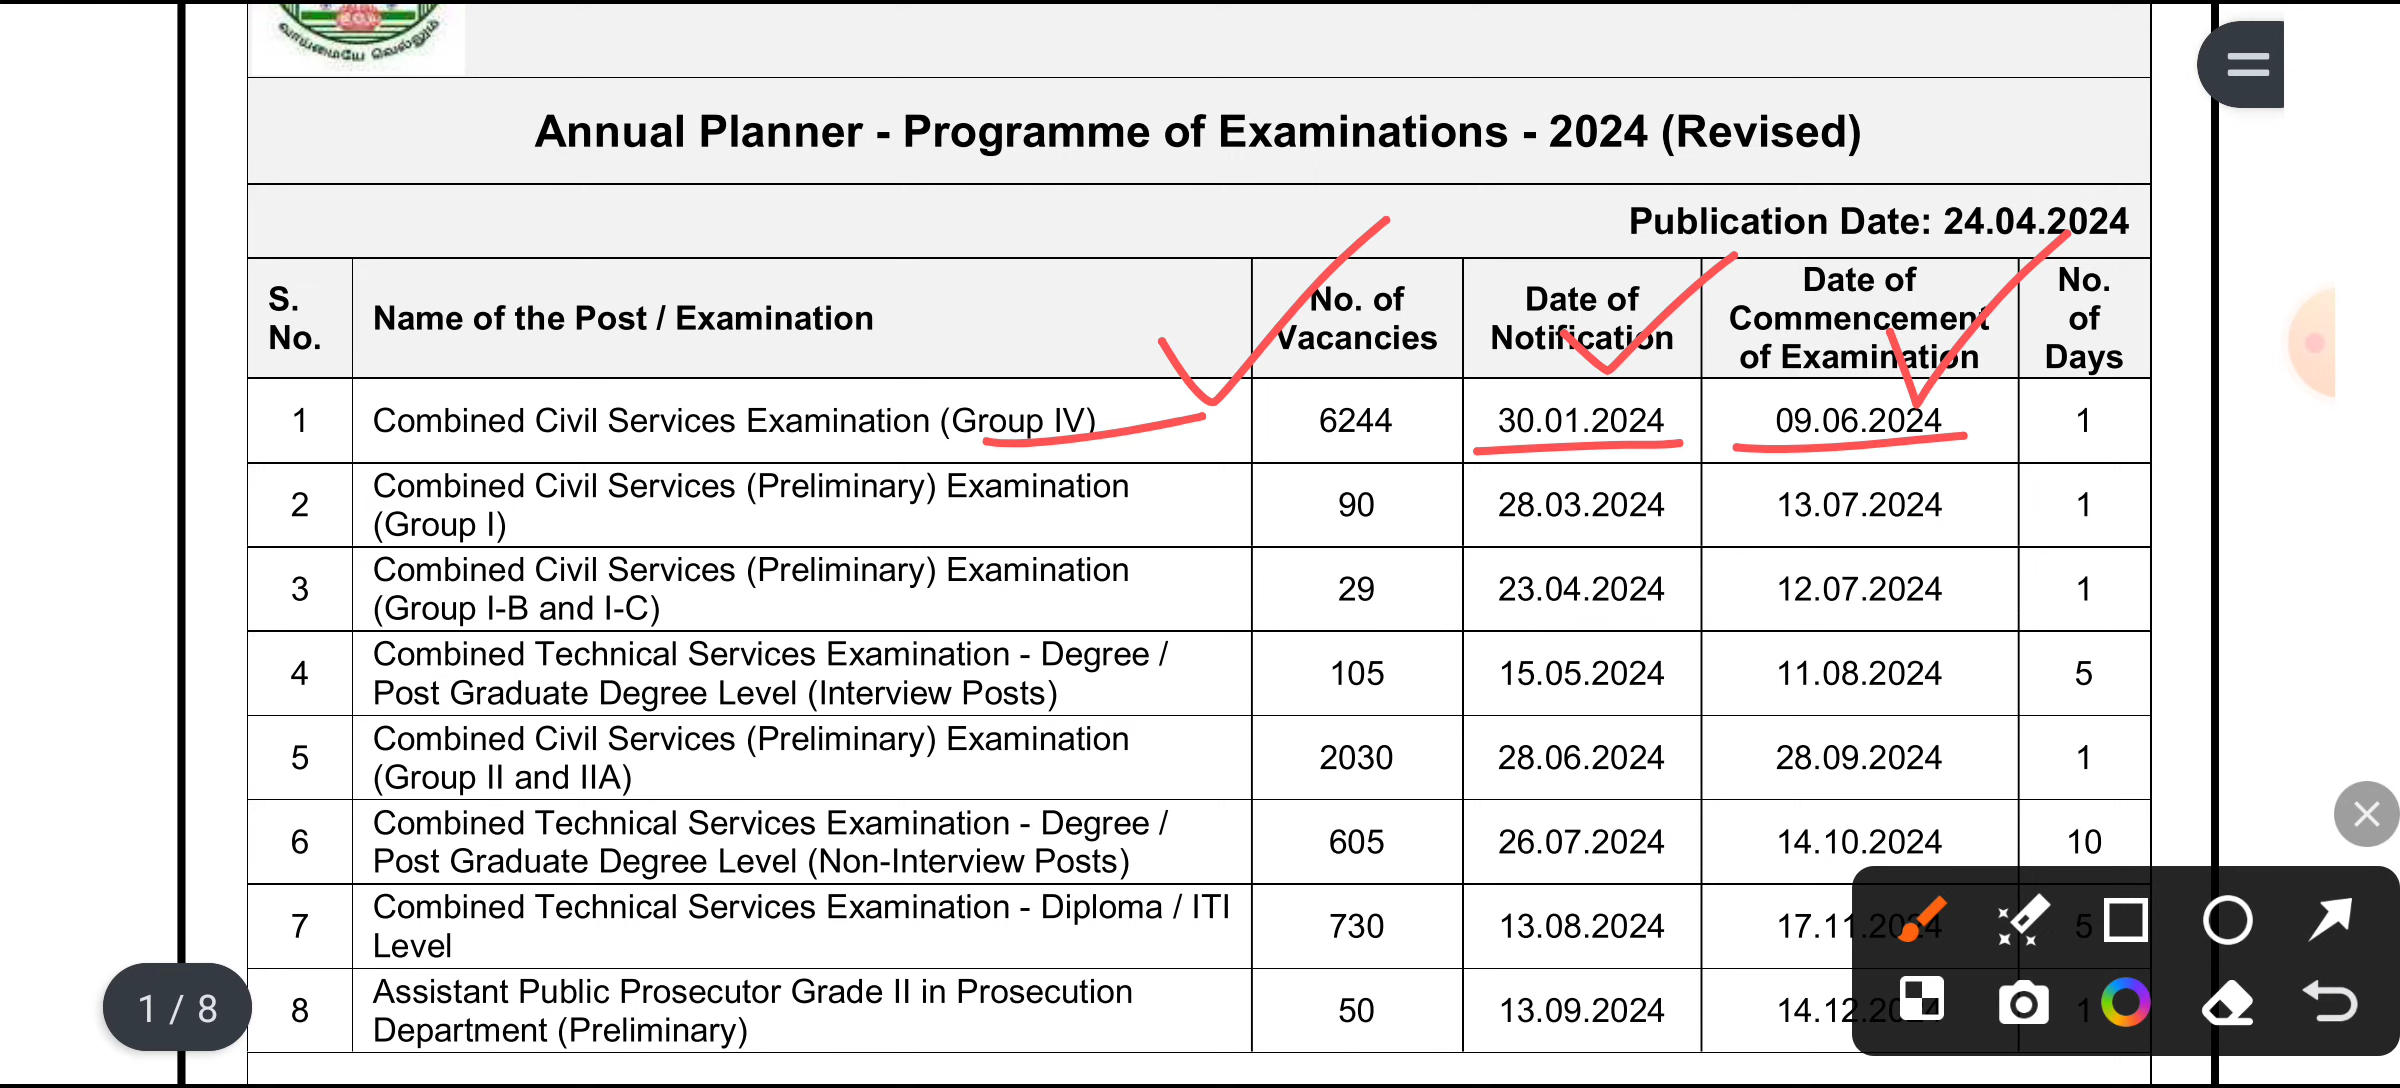 வாய்மையே வெல்லும்
Annual Planner - Programme of Examinations - 2024 (Revised)
Publication Date: 24.04.2024
S. No. Name of the Post / Examination No. of Vacancies Date of Notification Date of Commencement of Examination No. of Days
1 Combined Civil Services Examination (Group IV) 6244 30.01.2024 09.06.2024 1
2 Combined Civil Services (Preliminary) Examination (Group I) 90 28.03.2024 13.07.2024 1
3 Combined Civil Services (Preliminary) Examination (Group I-B and I-C) 29 23.04.2024 12.07.2024 1
4 Combined Technical Services Examination - Degree / Post Graduate Degree Level (Interview Posts) 105 15.05.2024 11.08.2024 5
5 Combined Civil Services (Preliminary) Examination (Group II and IIA) 2030 28.06.2024 28.09.2024 1
6 Combined Technical Services Examination - Degree / Post Graduate Degree Level (Non-Interview Posts) 605 26.07.2024 14.10.2024 10
7 Combined Technical Services Examination - Diploma / ITI Level 730 13.08.2024 17.11.2024 5
8 Assistant Public Prosecutor Grade II in Prosecution Department (Preliminary) 50 13.09.2024 14.12.2024 1
1 / 8